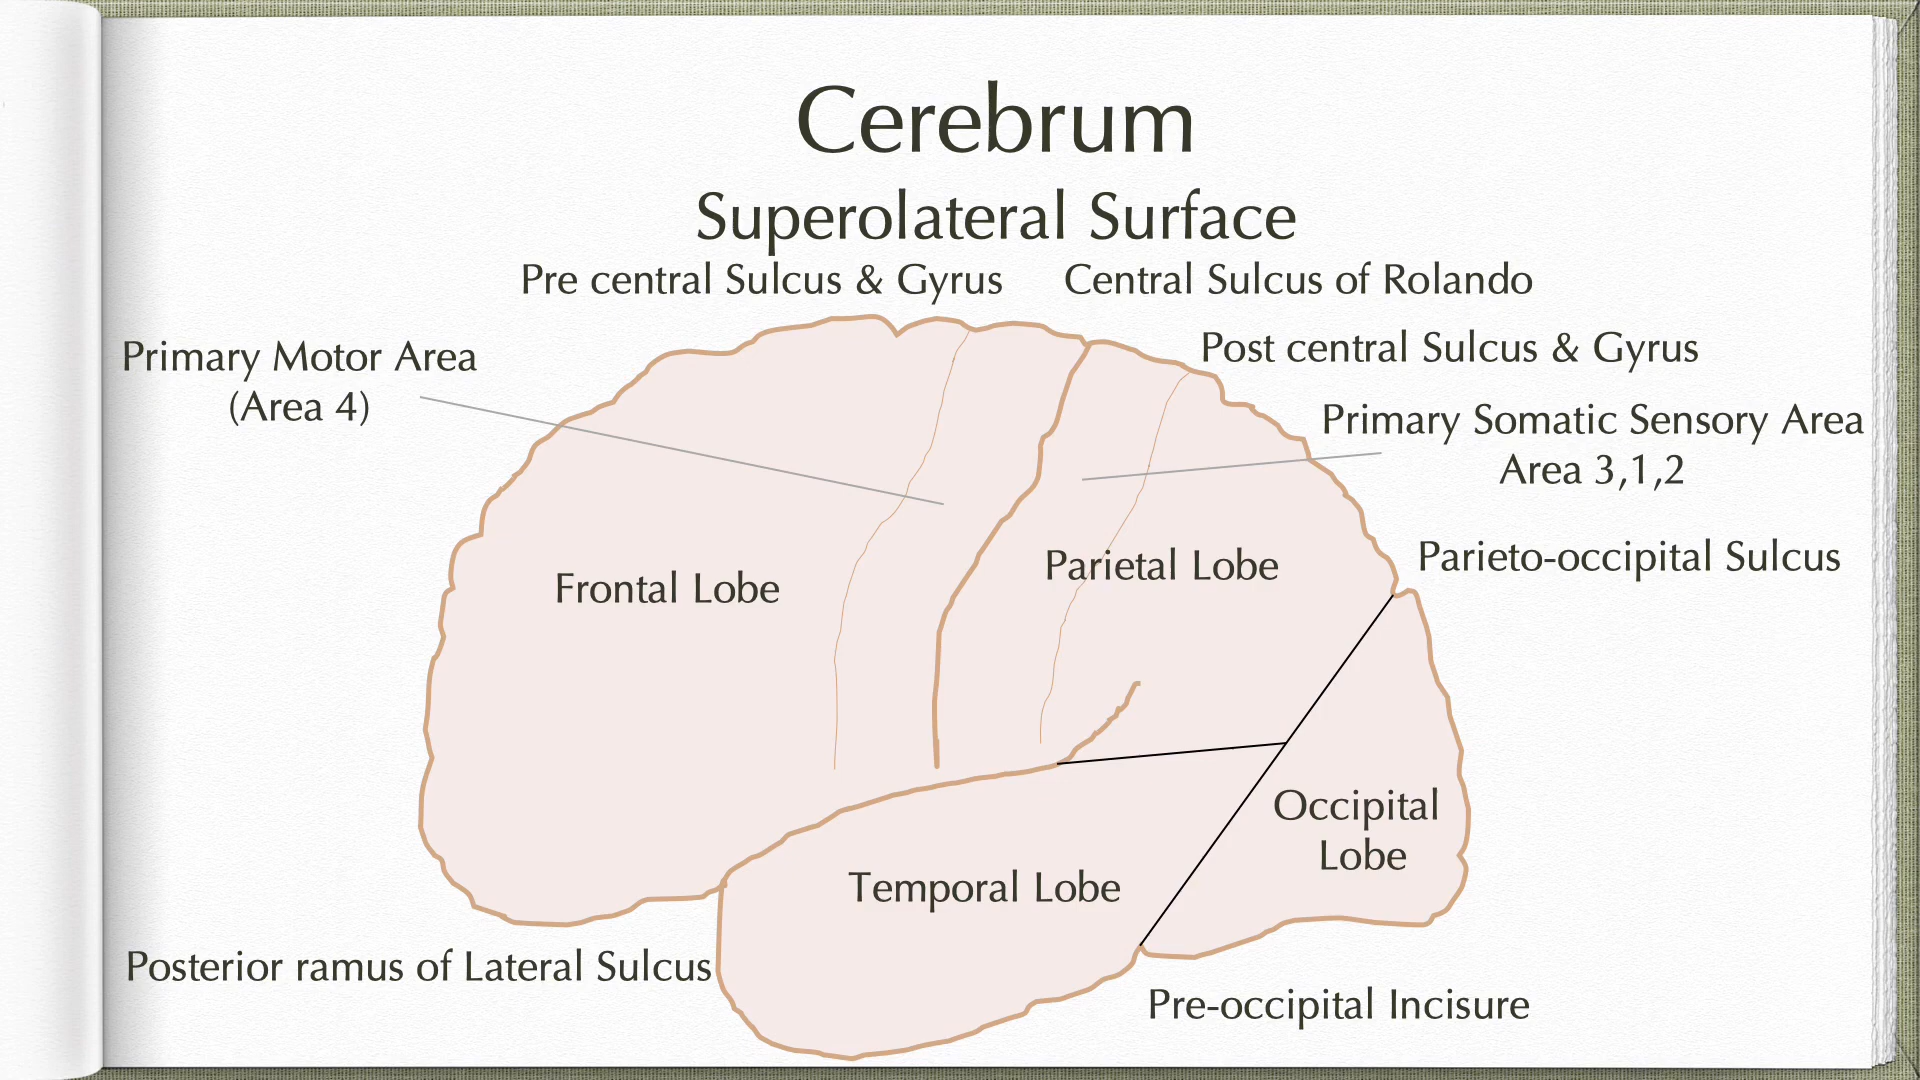 Cerebrum
Superolateral Surface
Pre central Sulcus & Gyrus
Central Sulcus of Rolando
Primary Motor Area
(Area 4)
Post central Sulcus & Gyrus
Primary Somatic Sensory Area
Area 3,1,2
Parieto-occipital Sulcus
Frontal Lobe
Parietal Lobe
Occipital
Lobe
Temporal Lobe
Posterior ramus of Lateral Sulcus
Pre-occipital Incisure